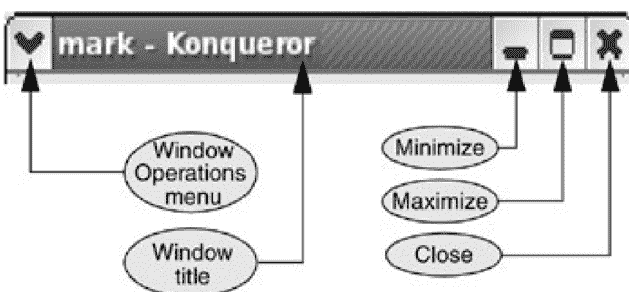 mark - Konqueror
Window
Operations
menu
Window
title
Minimize
Maximize
Close